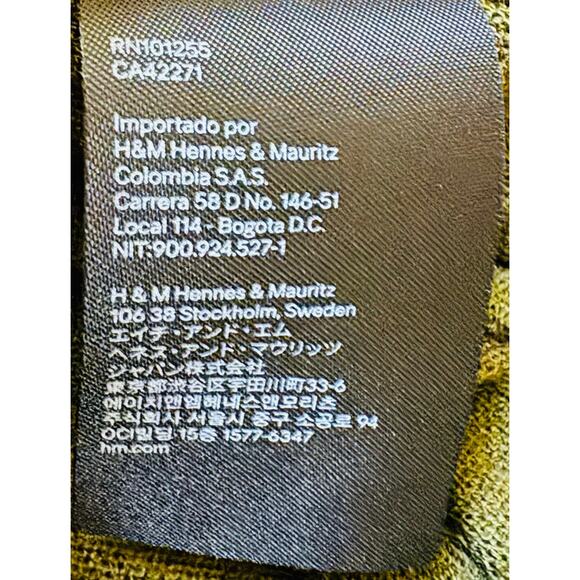 RN101255
CA42271
Importado por
H&M Hennes & Mauritz
Colombia S.A.S.
Carrera 58 D No. 146-51
Local 114 - Bogota D.C.
NIT:900.924.527-1
H & M Hennes & Mauritz
106 38 Stockholm, Sweden
エイチ・アンド・エム
ヘネス・アンド・マウリッツ
ジャパン株式会社
東京都渋谷区宇田川町33-6
에이치앤엠헤네스앤모리츠
주식회사 서울시 중구 소공로 94
OCI빌딩 15층 1577-6347
hm.com